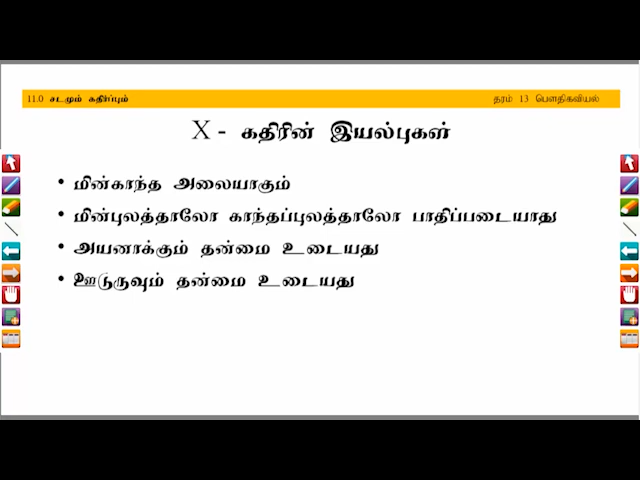 11.0 சடமும் கதிர்ப்பும்
தரம் 13 பௌதிகவியல்
X - கதிரின் இயல்புகள்
• மின்காந்த அலையாகும்
• மின்புலத்தாலோ காந்தப்புலத்தாலோ பாதிப்படையாது
• அயனாக்கும் தன்மை உடையது
• ஊடுருவும் தன்மை உடையது